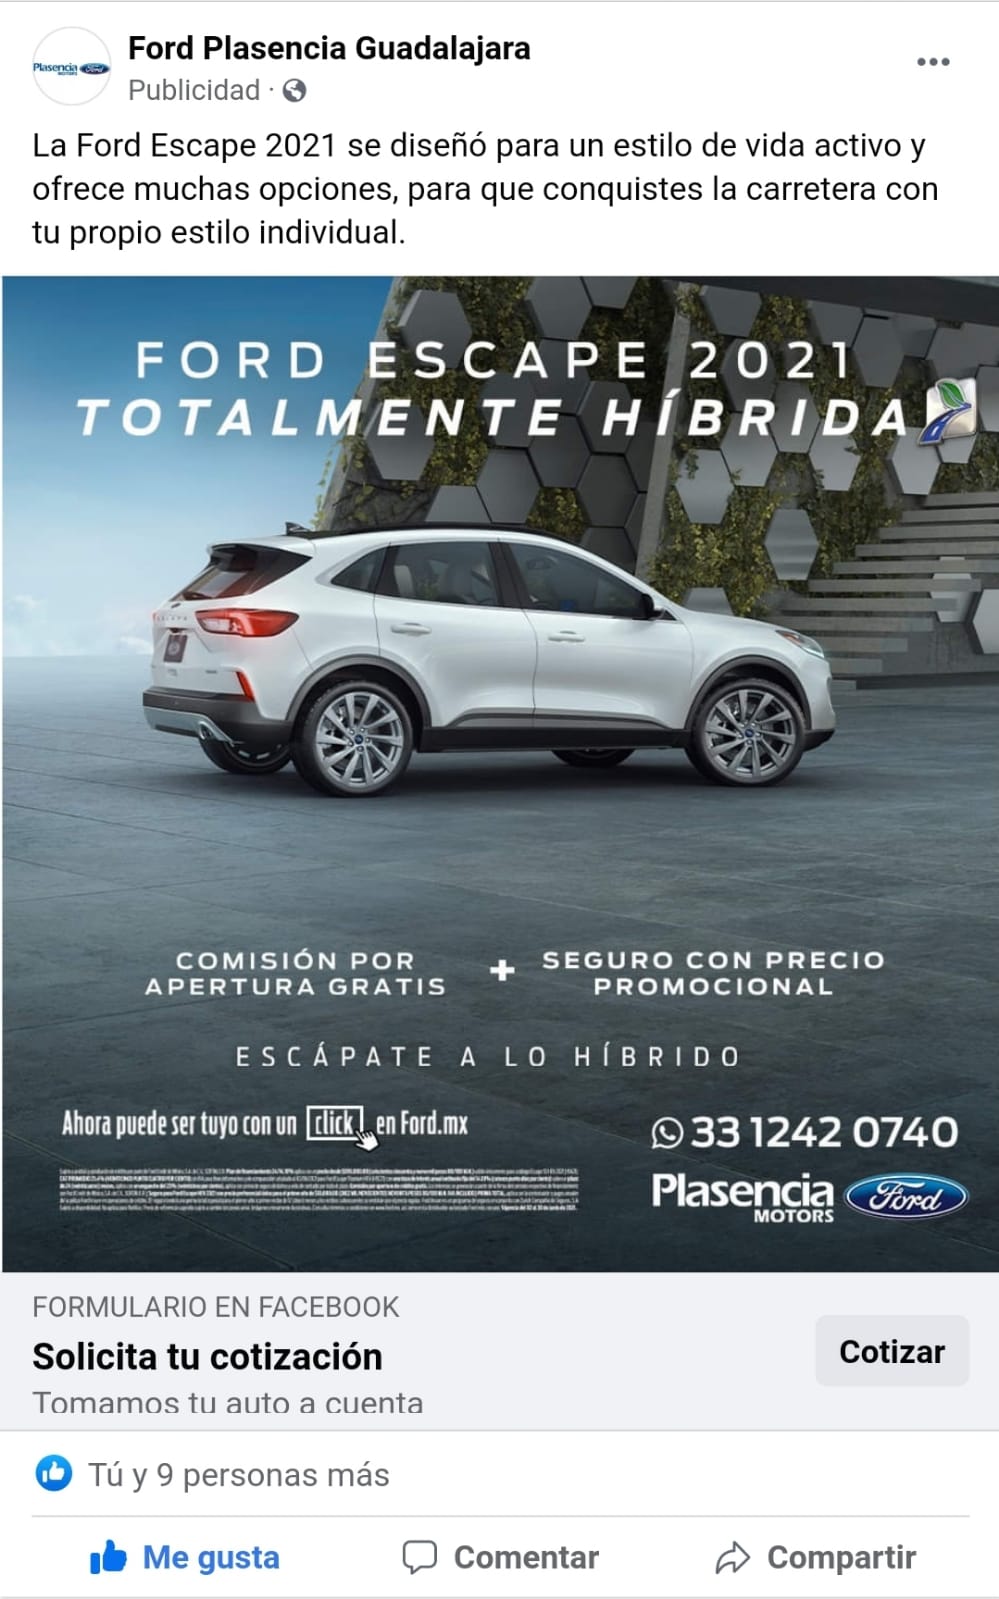 Plasencia
MOTORS
Ford
Ford Plasencia Guadalajara
Publicidad ·
La Ford Escape 2021 se diseñó para un estilo de vida activo y
ofrece muchas opciones, para que conquistes la carretera con
tu propio estilo individual.
FORD ESCAPE 2021
TOTALMENTE HÍBRIDA
ESCAPE
COMISIÓN POR
APERTURA GRATIS
+
SEGURO CON PRECIO
PROMOCIONAL
ESCÁPATE A LO HÍBRIDO
Ahora puede ser tuyo con un click en Ford.mx
33 1242 0740
Plasencia
MOTORS
Ford
FORMULARIO EN FACEBOOK
Solicita tu cotización
Tomamos tu auto a cuenta
Cotizar
Tú y 9 personas más
Me gusta
Comentar
Compartir